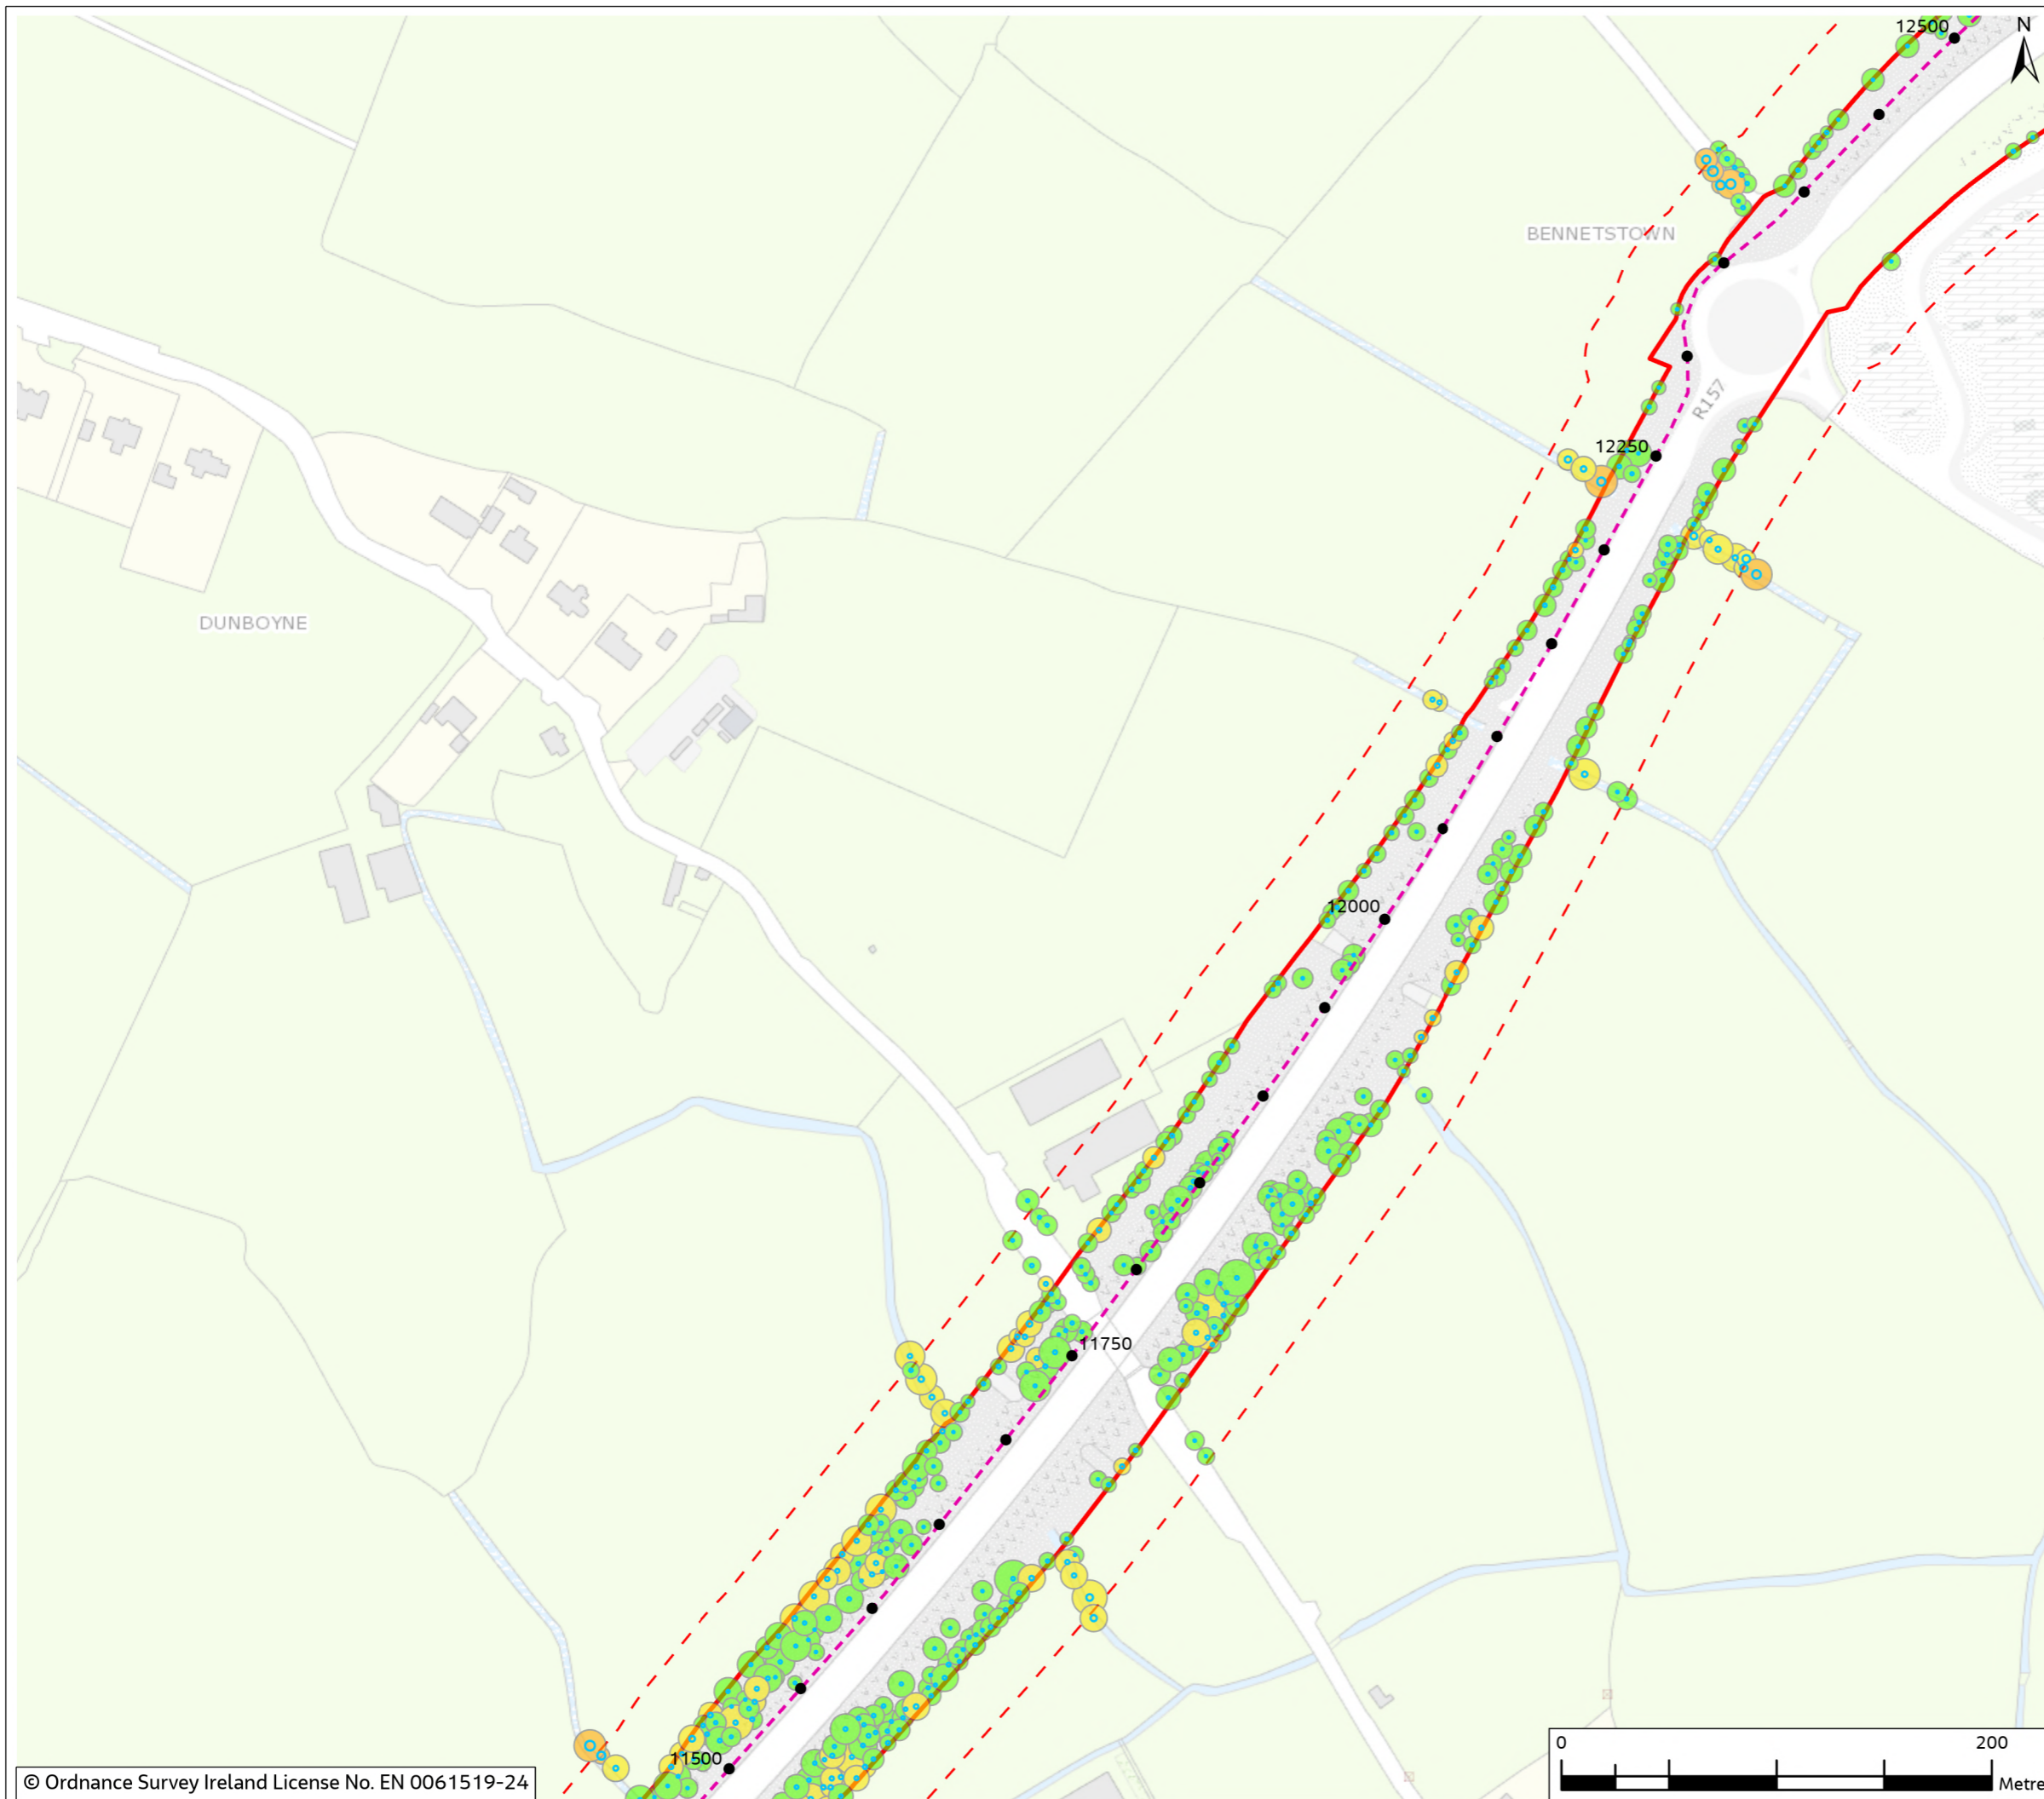 12500
N
BENNETSTOWN
R157
12250
DUNBOYNE
12000
11750
11500
0 200
Metre
© Ordnance Survey Ireland License No. EN 0061519-24